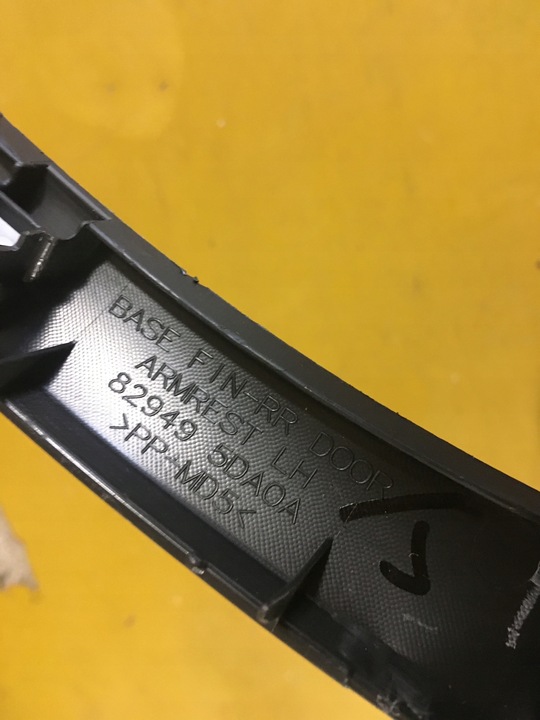 BASE FIN-RR DOOR
ARMREST LH
82949 5DA0A
>PP-MD5<